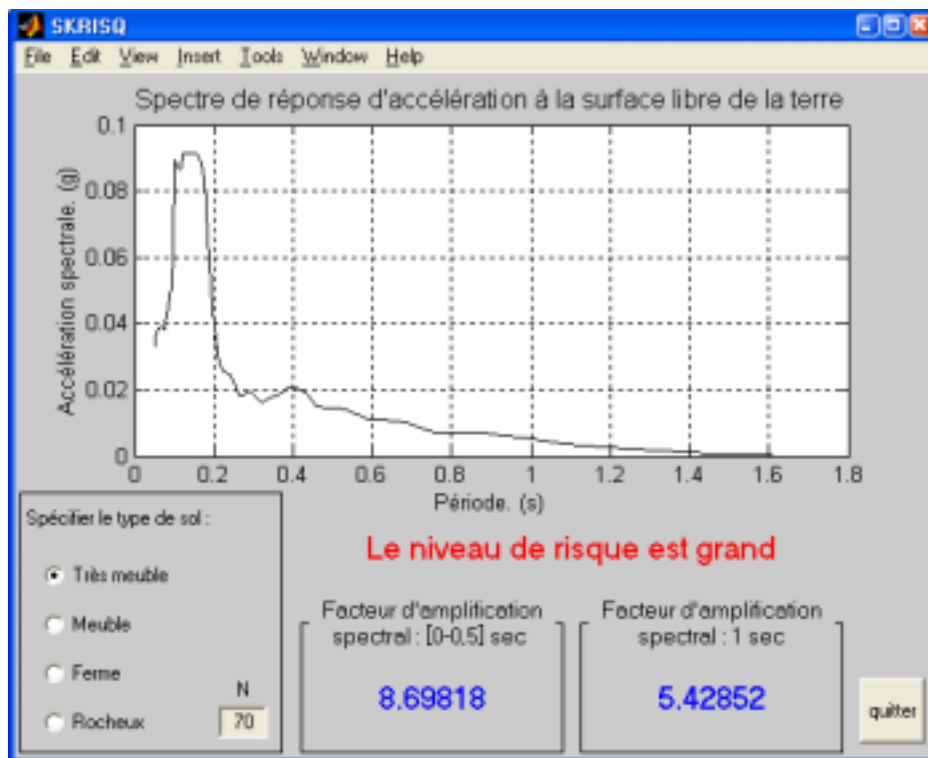 SKRISQ
File Edit View Insert Tools Window Help
Spectre de réponse d'accélération à la surface libre de la terre
Accélération spectrale. (g)
0.1
0.08
0.06
0.04
0.02
0
0 0.2 0.4 0.6 0.8 1 1.2 1.4 1.6 1.8
Période. (s)
Spécifier le type de sol :
Très meuble
Meuble
Ferme
Rocheux
N
70
Le niveau de risque est grand
Facteur d'amplification
spectral : [0-0,5] sec
8.69818
Facteur d'amplification
spectral : 1 sec
5.42852
quitter